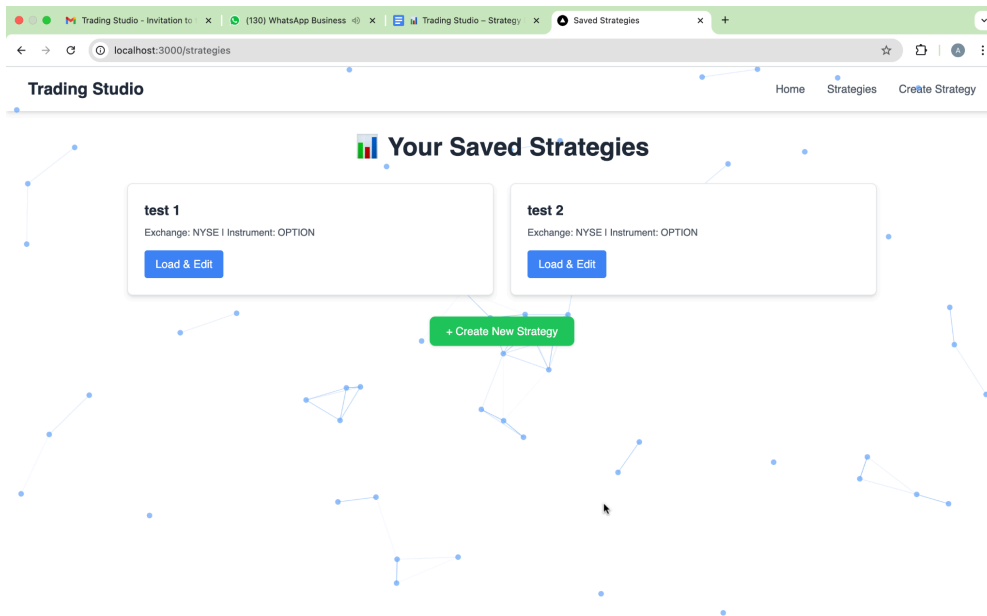 Trading Studio - Invitation to
(130) WhatsApp Business
Trading Studio – Strategy
Saved Strategies
localhost:3000/strategies
A
Trading Studio
Home
Strategies
Create Strategy
Your Saved Strategies
test 1
Exchange: NYSE | Instrument: OPTION
Load & Edit
test 2
Exchange: NYSE | Instrument: OPTION
Load & Edit
+ Create New Strategy